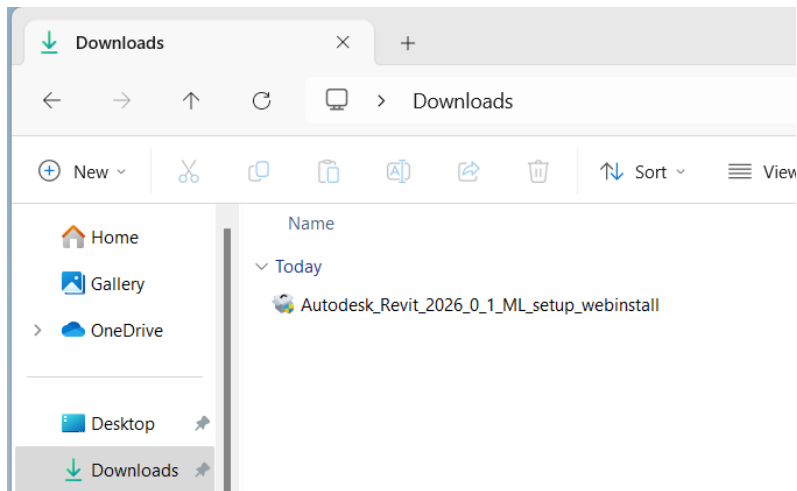 Downloads
Downloads
New
Sort
View
Name
Home
Today
Gallery
Autodesk_Revit_2026_0_1_ML_setup_webinstall
OneDrive
Desktop
Downloads